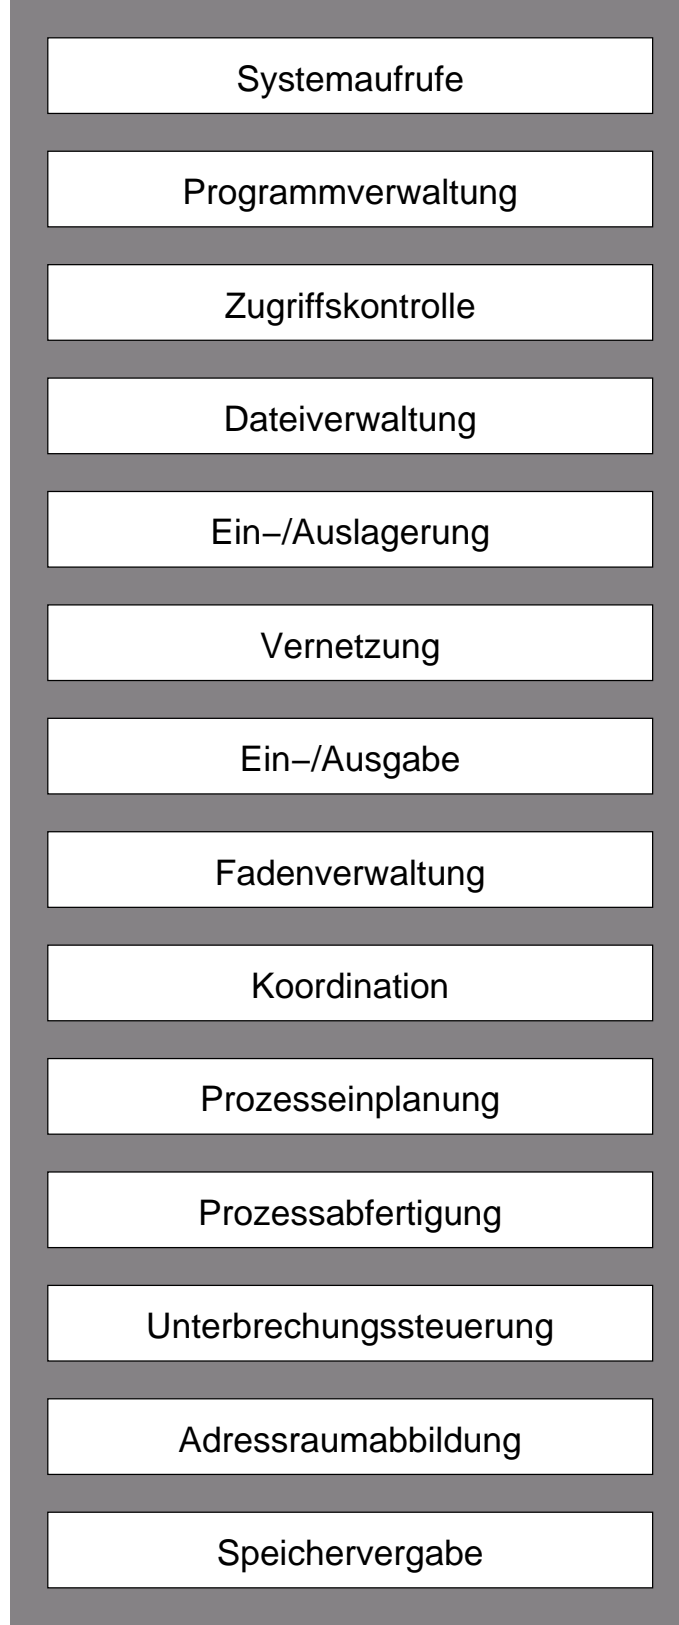 Systemaufrufe
Programmverwaltung
Zugriffskontrolle
Dateiverwaltung
Ein−/Auslagerung
Vernetzung
Ein−/Ausgabe
Fadenverwaltung
Koordination
Prozesseinplanung
Prozessabfertigung
Unterbrechungssteuerung
Adressraumabbildung
Speichervergabe